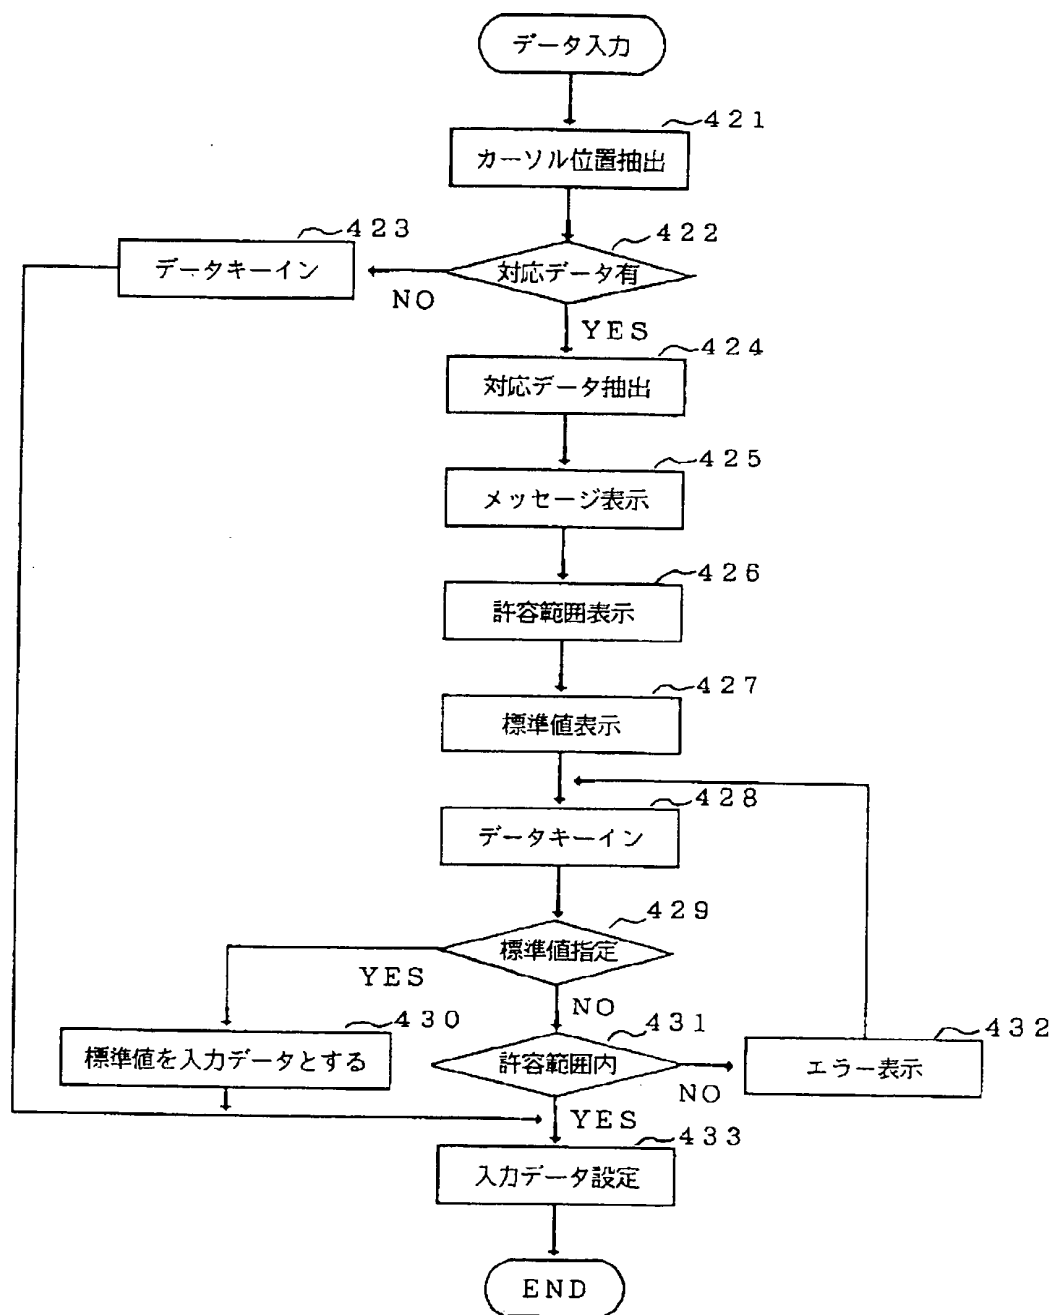 データ入力
421
カーソル位置抽出
422
対応データ有
423
データキーイン
NO
YES
424
対応データ抽出
425
メッセージ表示
426
許容範囲表示
427
標準値表示
428
データキーイン
429
標準値指定
YES
NO
430
標準値を入力データとする
431
許容範囲内
432
エラー表示
NO
YES
433
入力データ設定
END